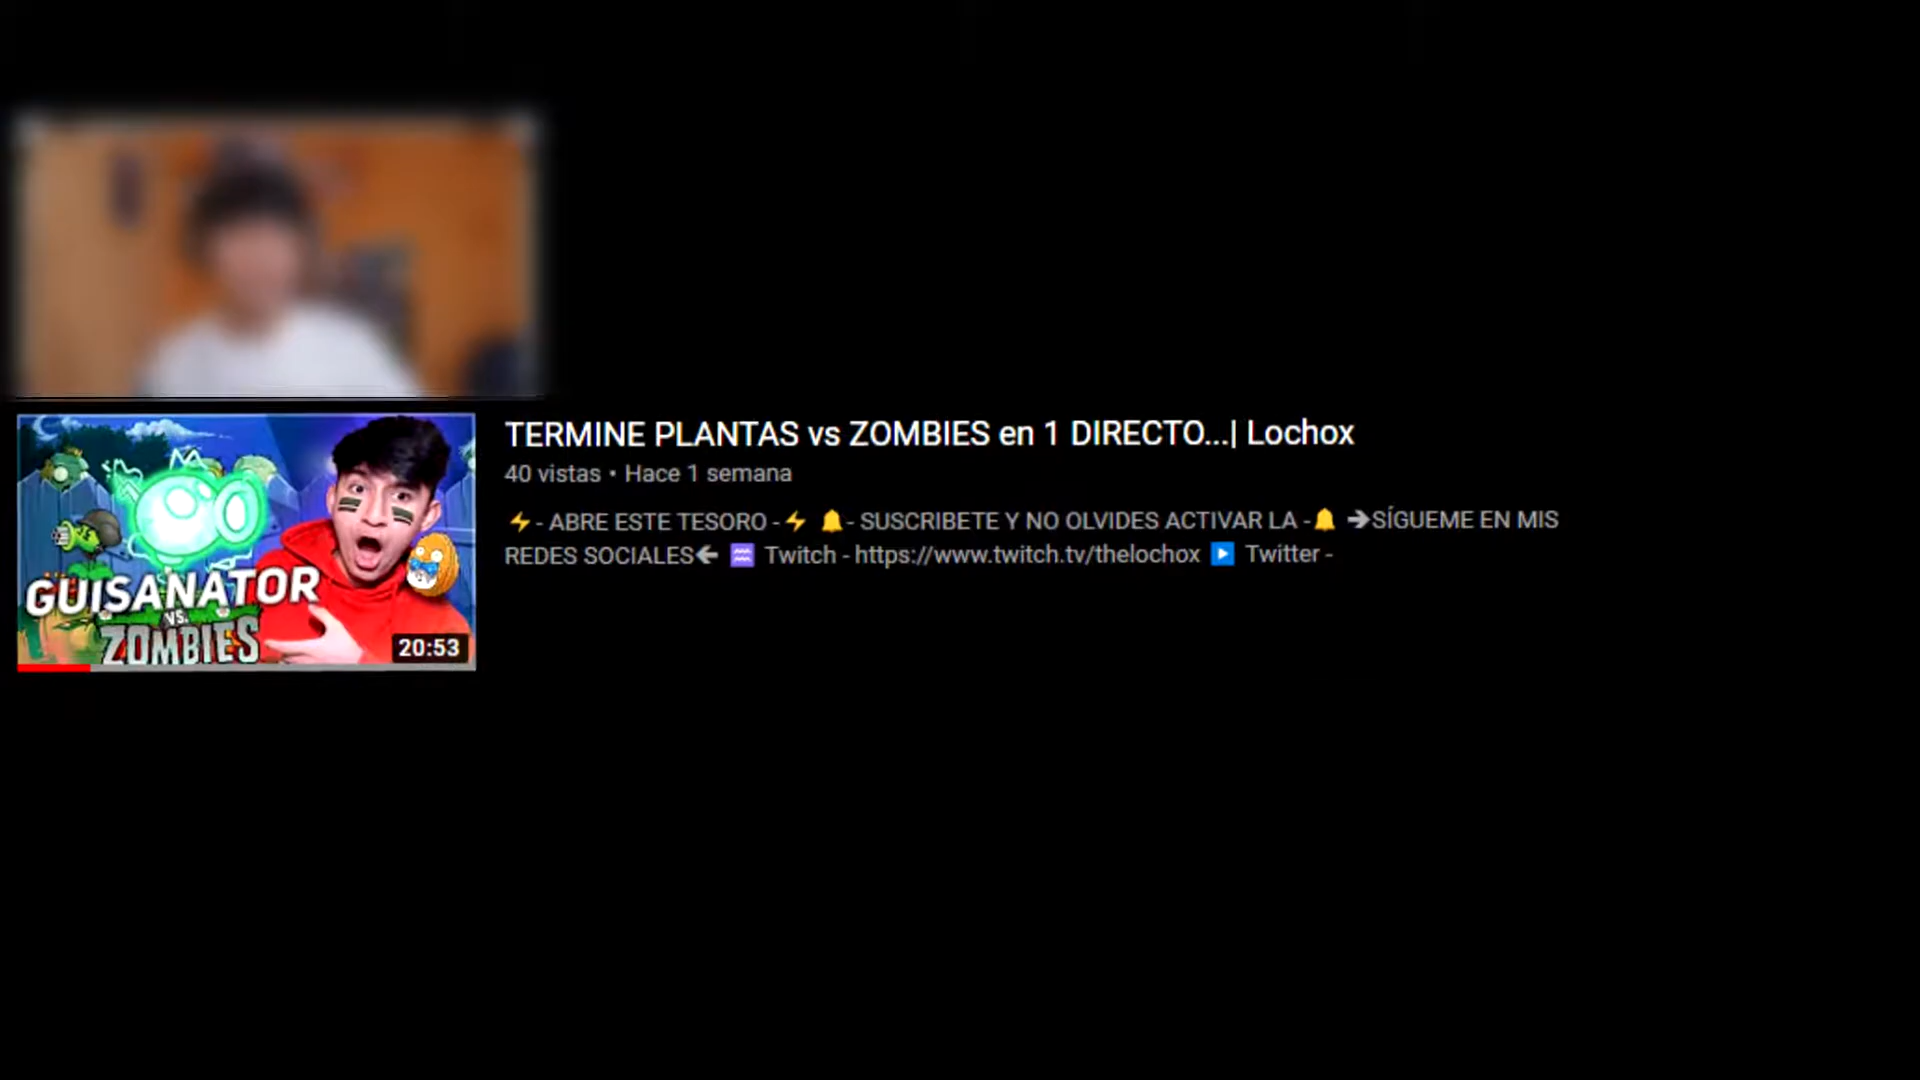 TERMINE PLANTAS vs ZOMBIES en 1 DIRECTO...| Lochox
40 vistas • Hace 1 semana
⚡- ABRE ESTE TESORO -⚡ 🔔- SUSCRIBETE Y NO OLVIDES ACTIVAR LA -🔔 ➔SÍGUEME EN MIS
REDES SOCIALES🡸 ♒ Twitch - https://www.twitch.tv/thelochox ▶ Twitter -
GUISANATOR
VS.
ZOMBIES
20:53